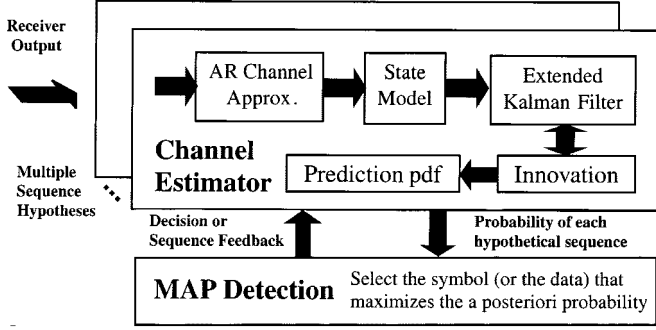 Receiver
Output
AR Channel
Approx.
State
Model
Extended
Kalman Filter
Channel
Estimator
Prediction pdf
Innovation
Multiple
Sequence
Hypotheses
Decision or
Sequence Feedback
Probability of each
hypothetical sequence
MAP Detection
Select the symbol (or the data) that
maximizes the a posteriori probability